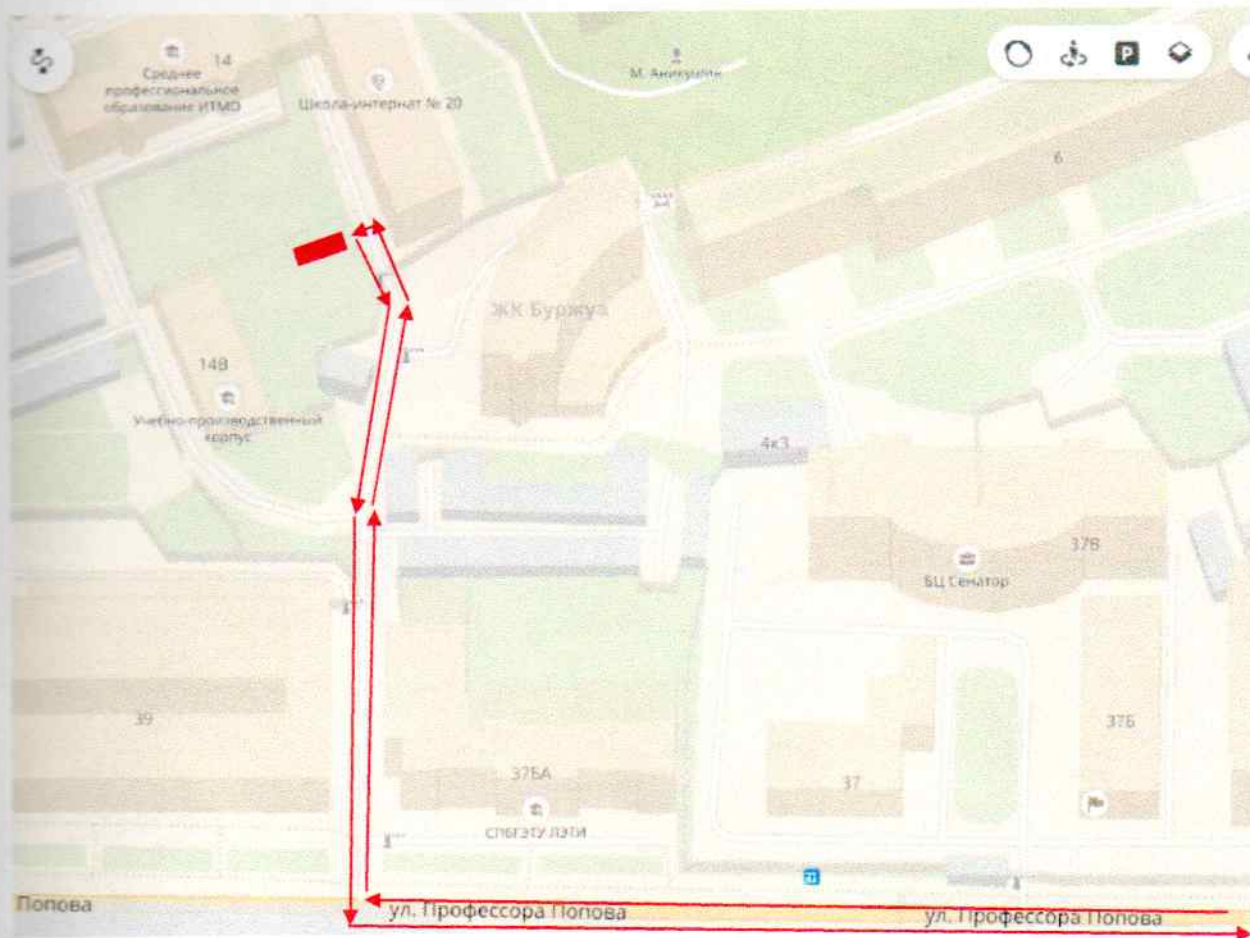 14
Среднее
профессиональное
образование ИТМО
Школа-интернат № 20
М. Аникушин
P
6
ЖК Буржуа
14В
Учебно-производственный
корпус
4к3
37В
БЦ Сенатор
39
37БА
СПбГЭТУ ЛЭТИ
37
37Б
Попова
ул. Профессора Попова
ул. Профессора Попова